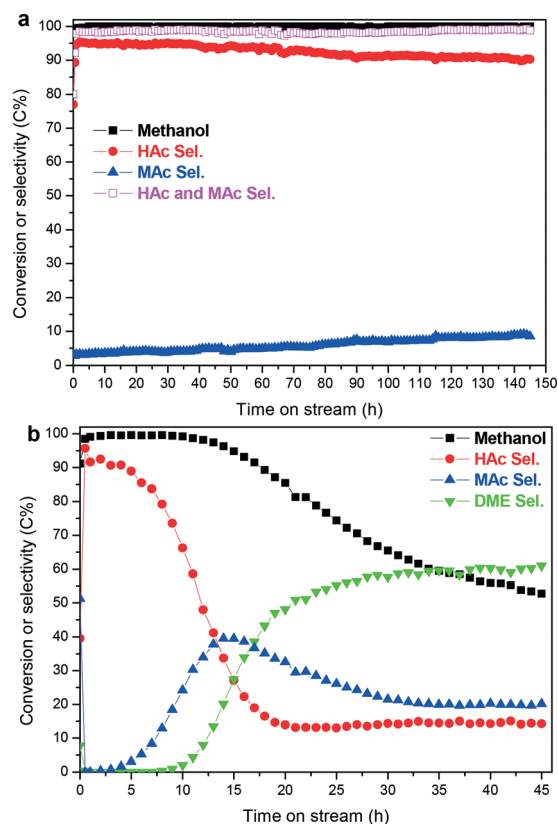 a
Conversion or selectivity (C%)
100
90
80
70
60
50
40
30
20
10
0
Methanol
HAc Sel.
MAc Sel.
HAc and MAc Sel.
0 10 20 30 40 50 60 70 80 90 100 110 120 130 140 150
Time on stream (h)
b
Conversion or selectivity (C%)
100
90
80
70
60
50
40
30
20
10
0
Methanol
HAc Sel.
MAc Sel.
DME Sel.
0 5 10 15 20 25 30 35 40 45
Time on stream (h)